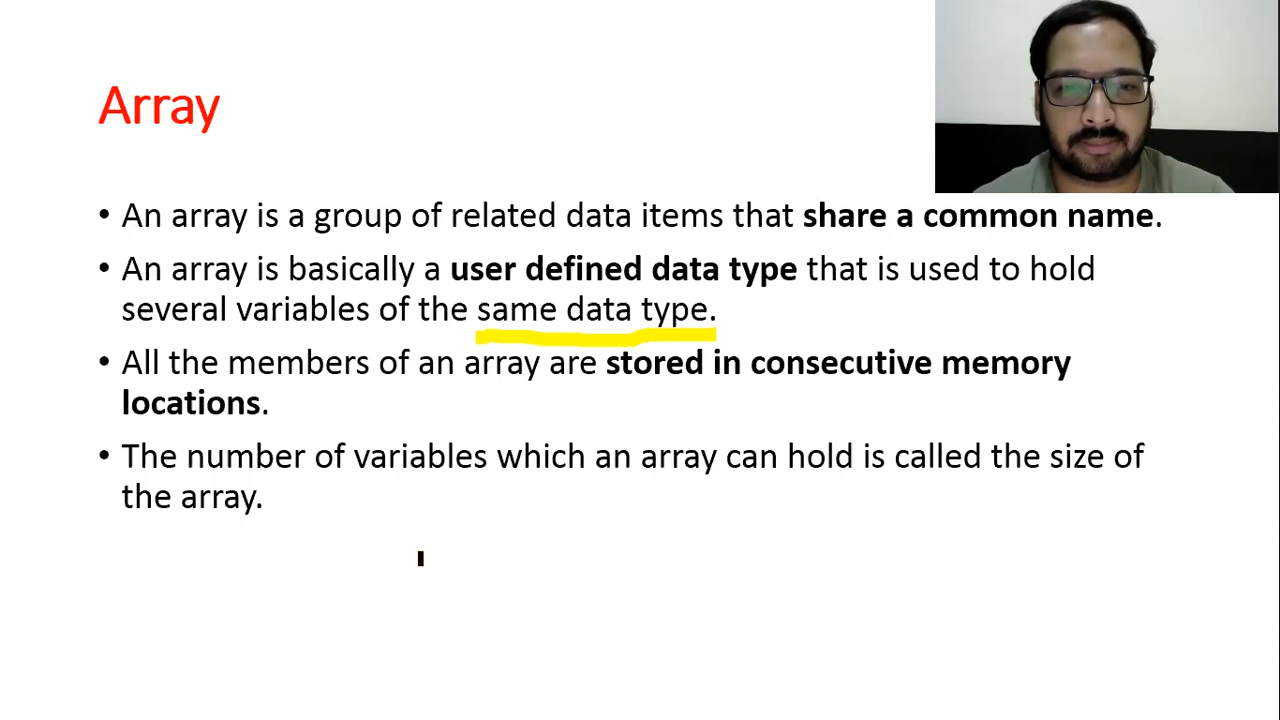 Array
• An array is a group of related data items that share a common name.
• An array is basically a user defined data type that is used to hold
several variables of the same data type.
• All the members of an array are stored in consecutive memory
locations.
• The number of variables which an array can hold is called the size of
the array.